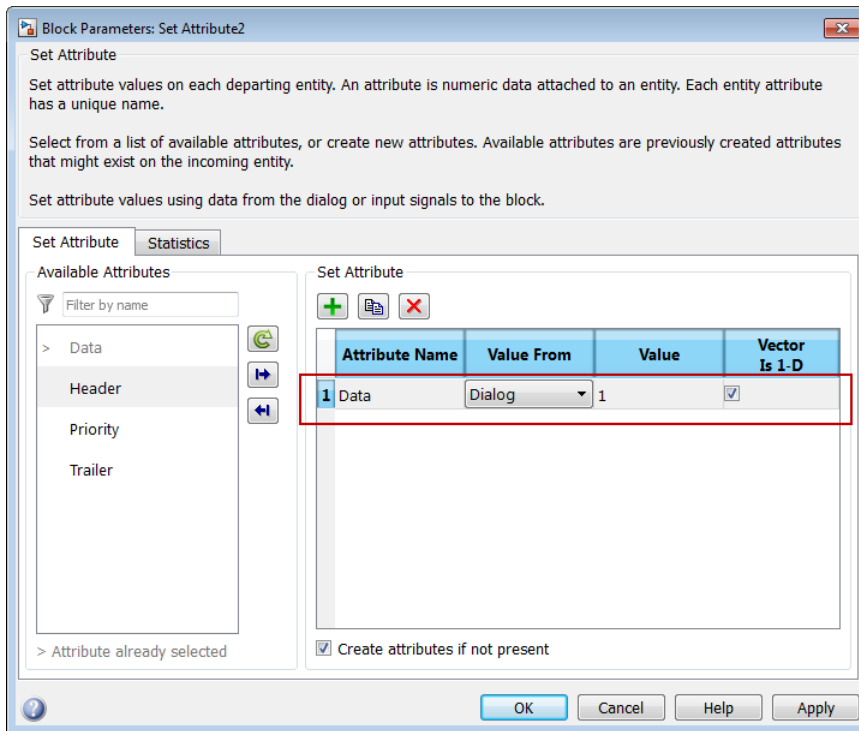 Block Parameters: Set Attribute2
Set Attribute
Set attribute values on each departing entity. An attribute is numeric data attached to an entity. Each entity attribute
has a unique name.
Select from a list of available attributes, or create new attributes. Available attributes are previously created attributes
that might exist on the incoming entity.
Set attribute values using data from the dialog or input signals to the block.
Set Attribute
Statistics
Available Attributes
Filter by name
> Data
Header
Priority
Trailer
> Attribute already selected
Set Attribute
Attribute Name Value From Value Vector
Is 1-D
1 Data Dialog 1
Create attributes if not present
OK Cancel Help Apply